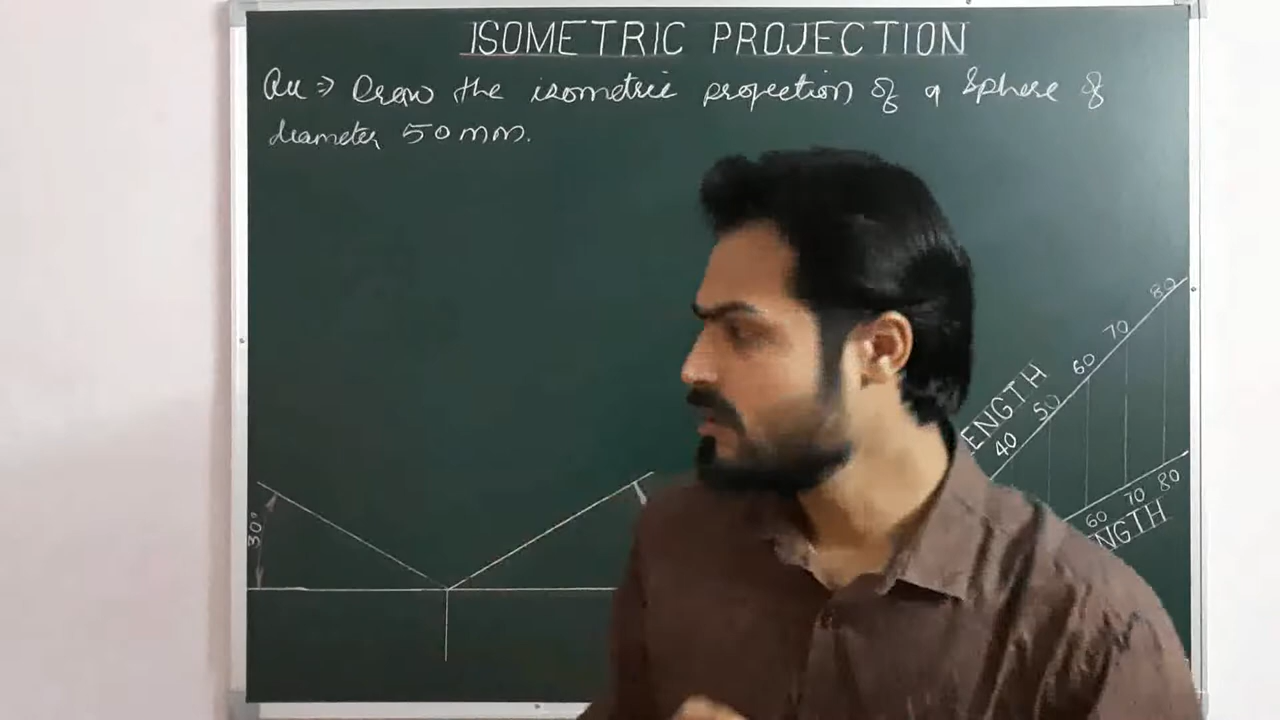 ISOMETRIC PROJECTION
Qu ⇒ Draw the isometric projection of a Sphere of
diameter 50 mm.
80
70
60
50
40
ENGTH
30°
60 70 80
NGTH